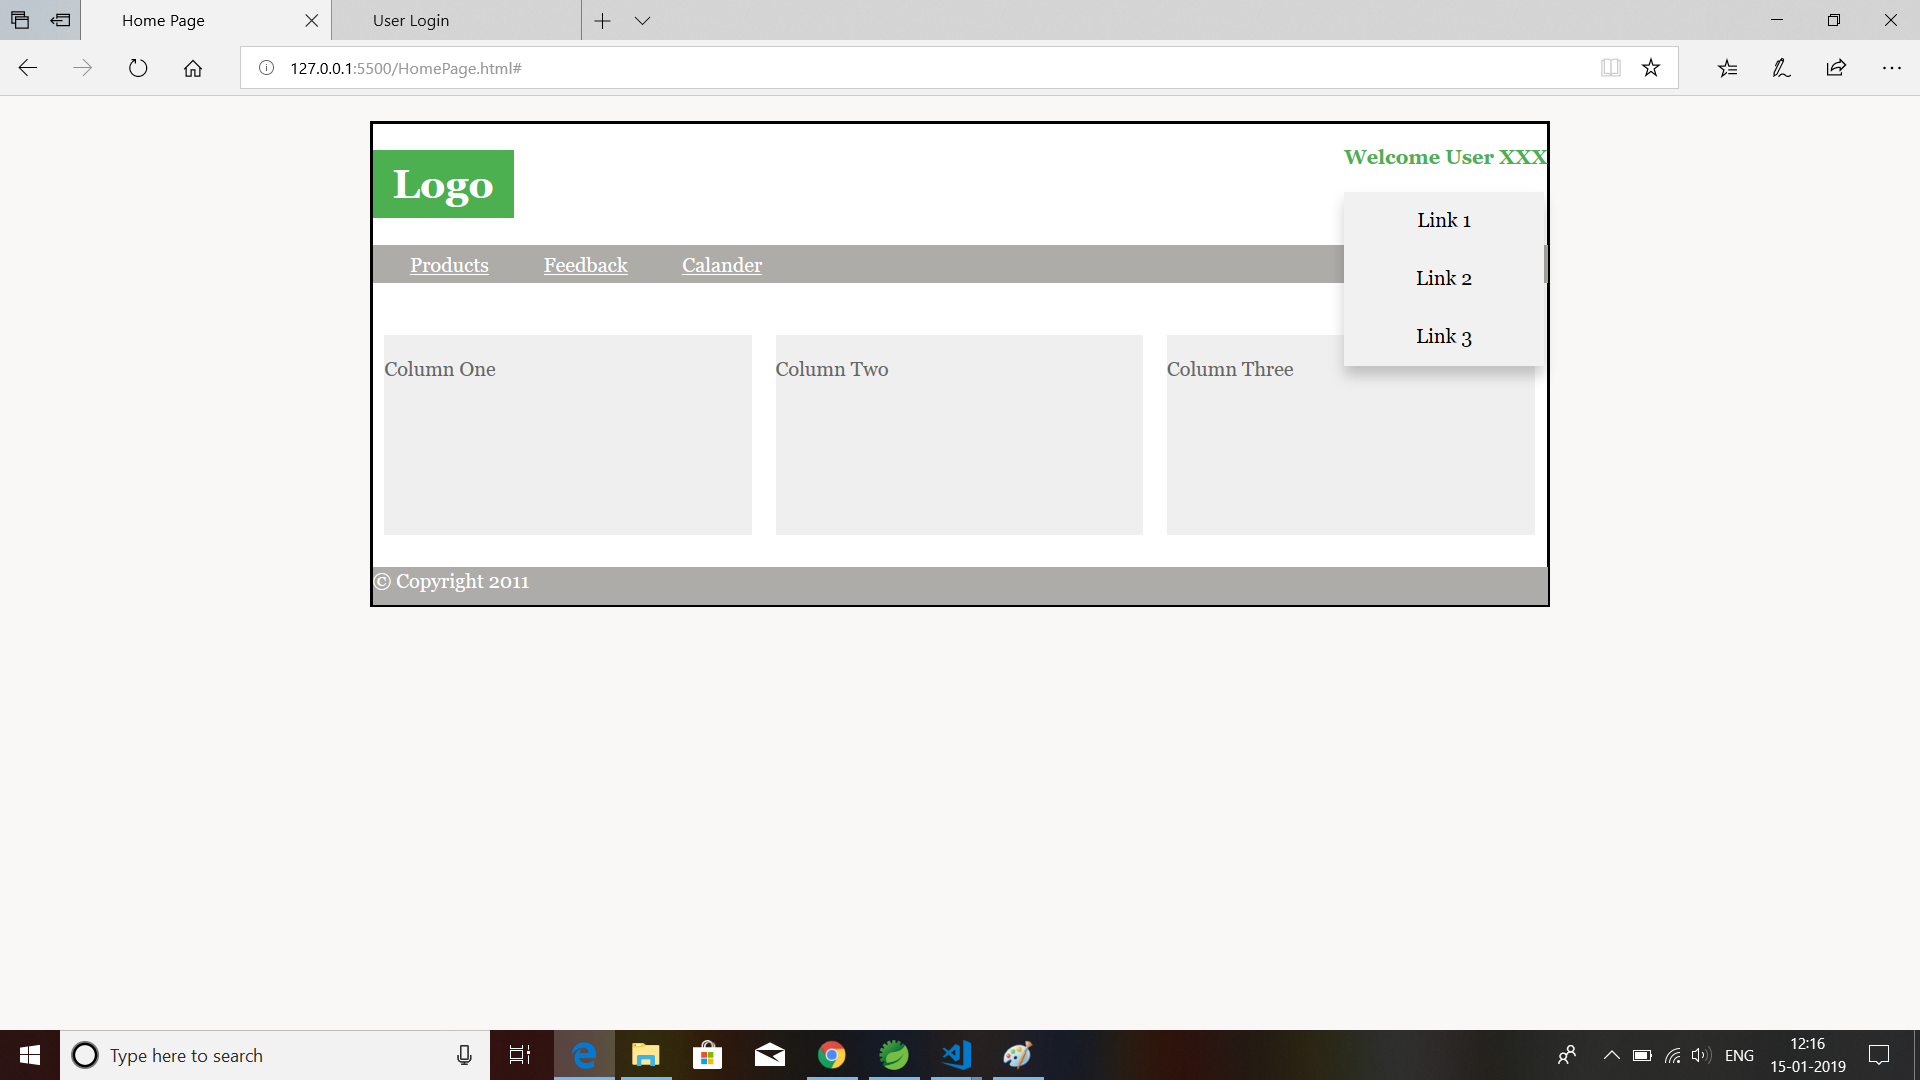 Home Page
User Login
127.0.0.1:5500/HomePage.html#
Logo
Welcome User XXX
Link 1
Link 2
Link 3
Products Feedback Calander
Column One
Column Two
Column Three
© Copyright 2011
Type here to search
ENG
12:16
15-01-2019